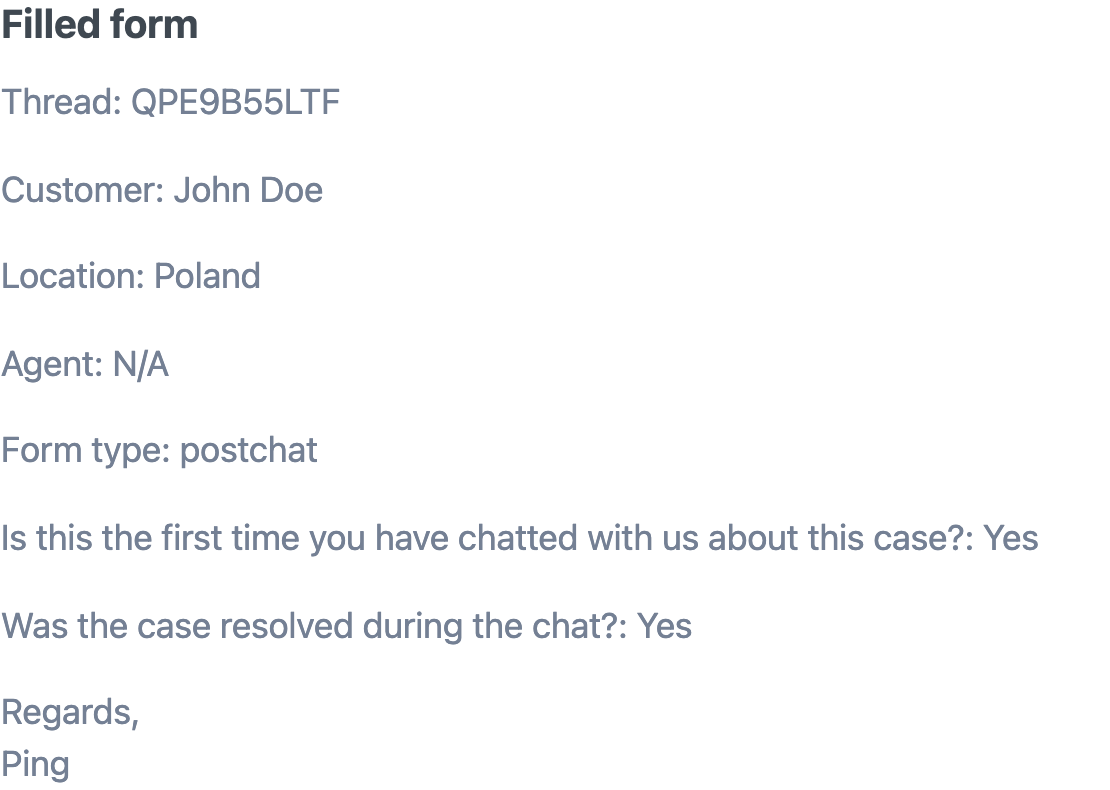 Filled form
Thread: QPE9B55LTF
Customer: John Doe
Location: Poland
Agent: N/A
Form type: postchat
Is this the first time you have chatted with us about this case?: Yes
Was the case resolved during the chat?: Yes
Regards,
Ping